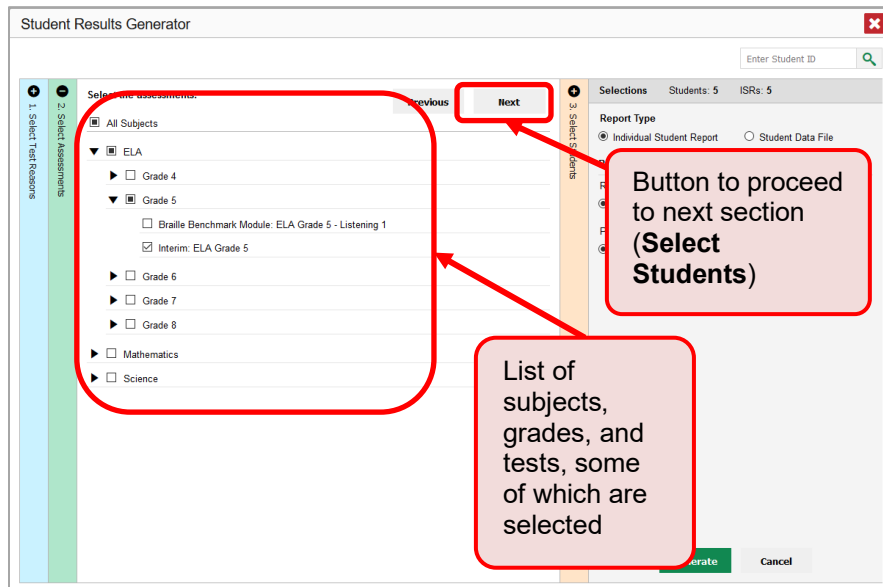 Student Results Generator
Enter Student ID
1. Select Test Reasons
2. Select Assessments
Select the assessments:
Previous
Next
All Subjects
ELA
Grade 4
Grade 5
Braille Benchmark Module: ELA Grade 5 - Listening 1
Interim: ELA Grade 5
Grade 6
Grade 7
Grade 8
Mathematics
Science
3. Select Students
Selections Students: 5 ISRs: 5
Report Type
Individual Student Report Student Data File
Button to proceed
to next section
(Select
Students)
List of
subjects,
grades, and
tests, some
of which are
selected
Cancel